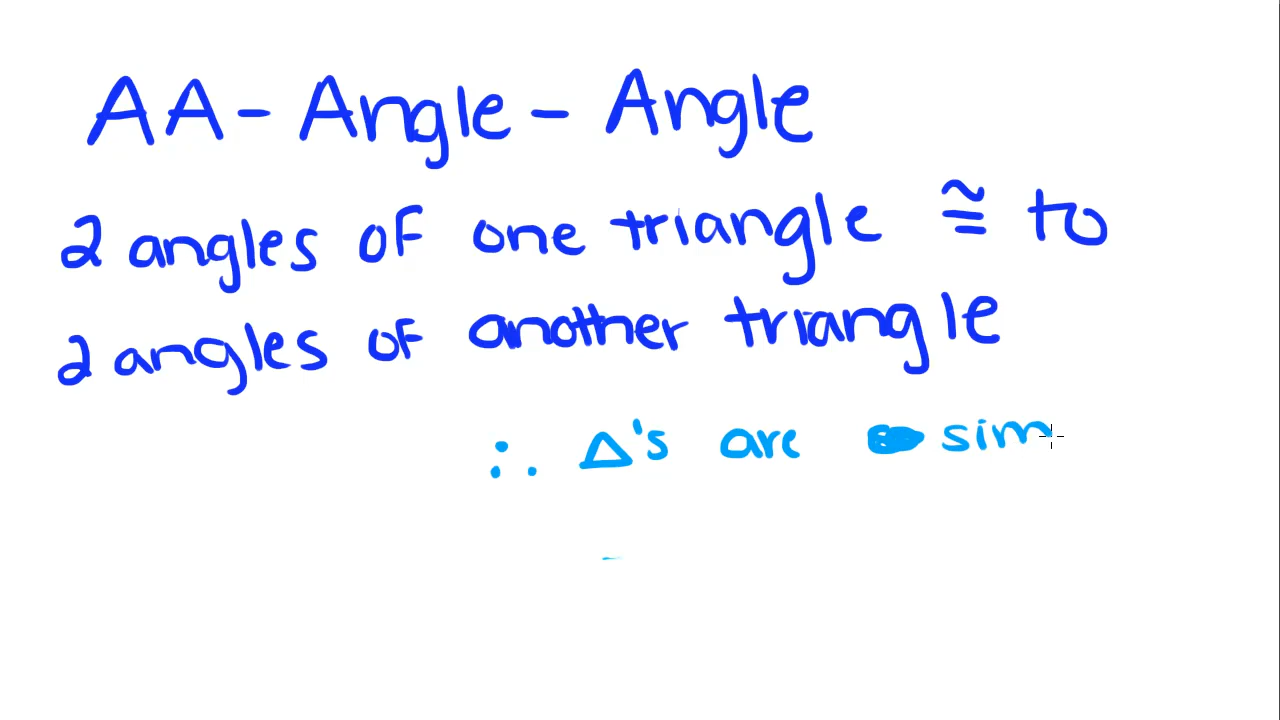 AA - Angle - Angle
2 angles of one triangle ≅ to
2 angles of another triangle
∴ Δ's are sim